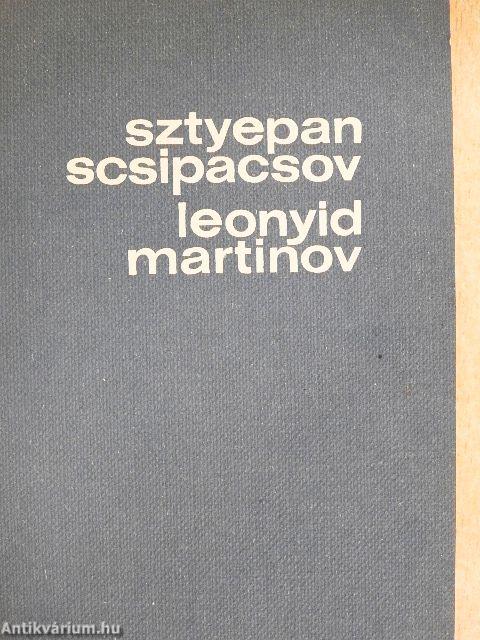 sztyepan
scsipacsov
leonyid
martinov
Antikvárium.hu